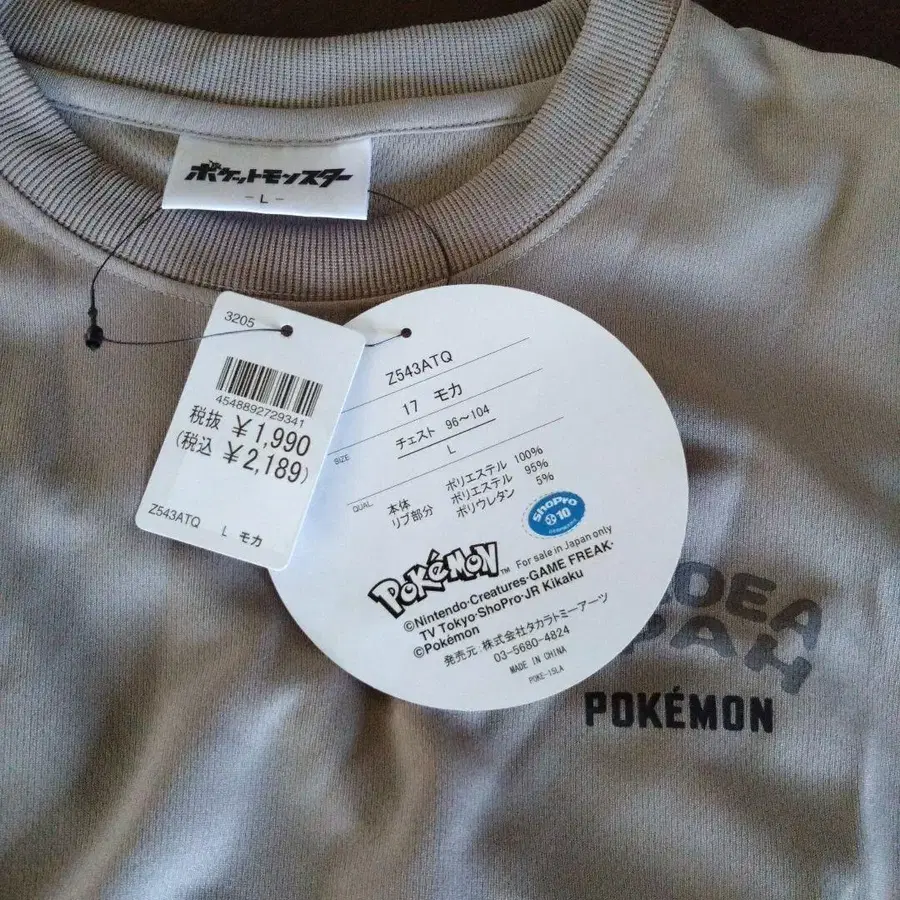 ポケットモンスター
- L -
3205
4548892729341
税抜 ¥1,990
(税込 ¥2,189)
Z543ATQ L モカ
Z543ATQ
17 モカ
SIZE チェスト 96〜104
L
QUAL 本体 ポリエステル 100%
リブ部分 ポリエステル 95%
ポリウレタン 5%
ShoPro
10
POKéMON™ For sale in Japan only
©Nintendo・Creatures・GAME FREAK・
TV Tokyo・ShoPro・JR Kikaku
©Pokémon
発売元：株式会社タカラトミーアーツ
03-5680-4824
MADE IN CHINA
POKE-ISLA
POKÉMON